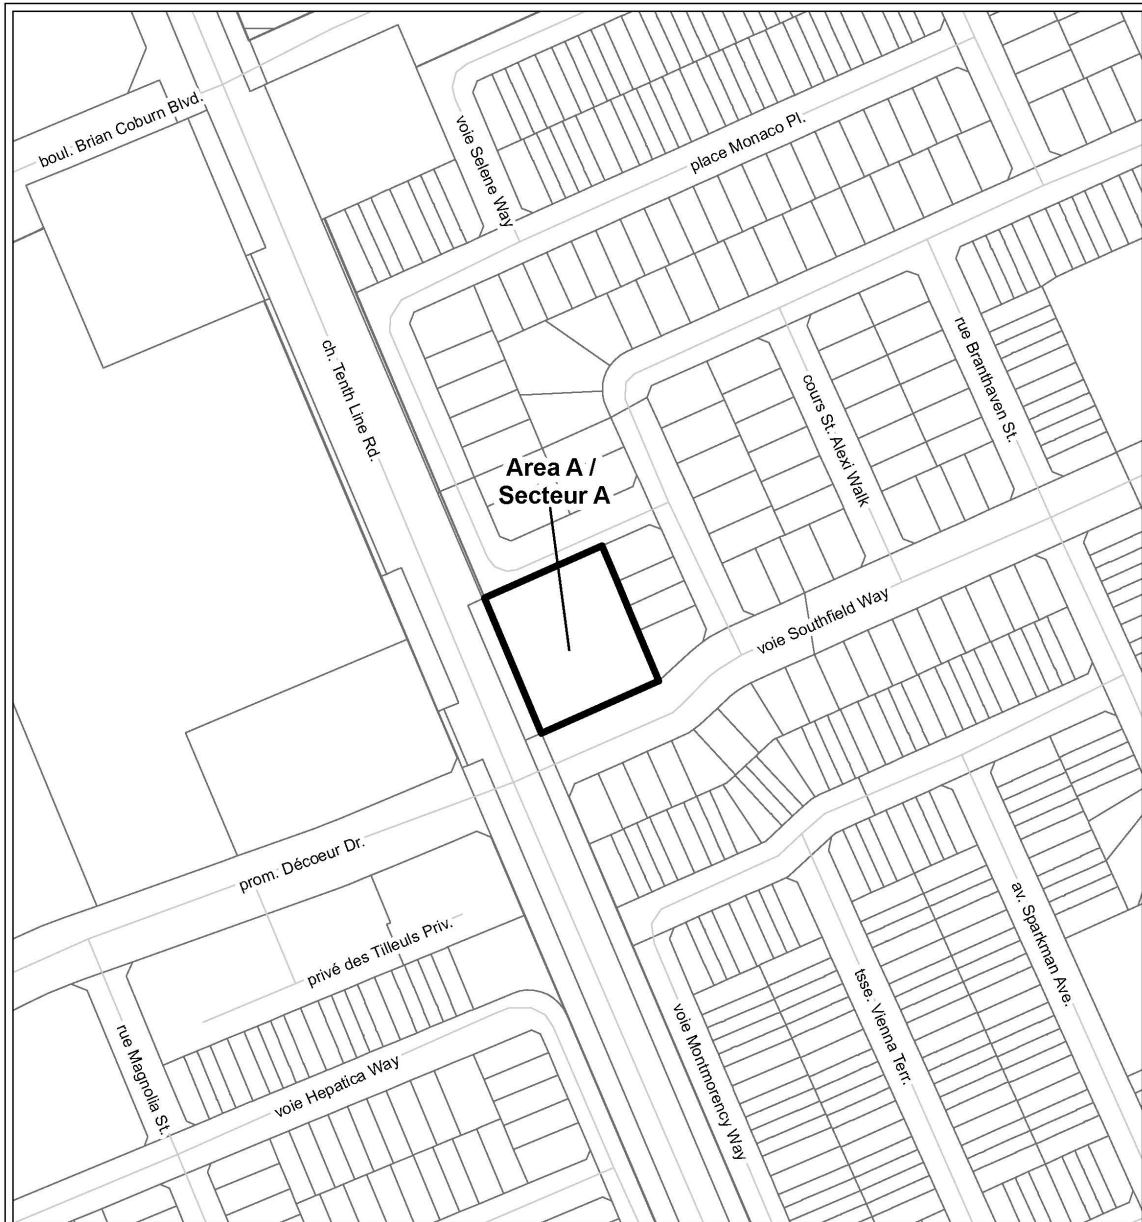 boul. Brian Coburn Blvd.
voie Selene Way
place Monaco Pl.
ch. Tenth Line Rd.
rue Branthaven St.
cours St. Alexi Walk
Area A /
Secteur A
voie Southfield Way
prom. Décoeur Dr.
privé des Tilleuls Priv.
av. Sparkman Ave.
tsse. Vienna Terr.
voie Montmorency Way
rue Magnolia St.
voie Hepatica Way